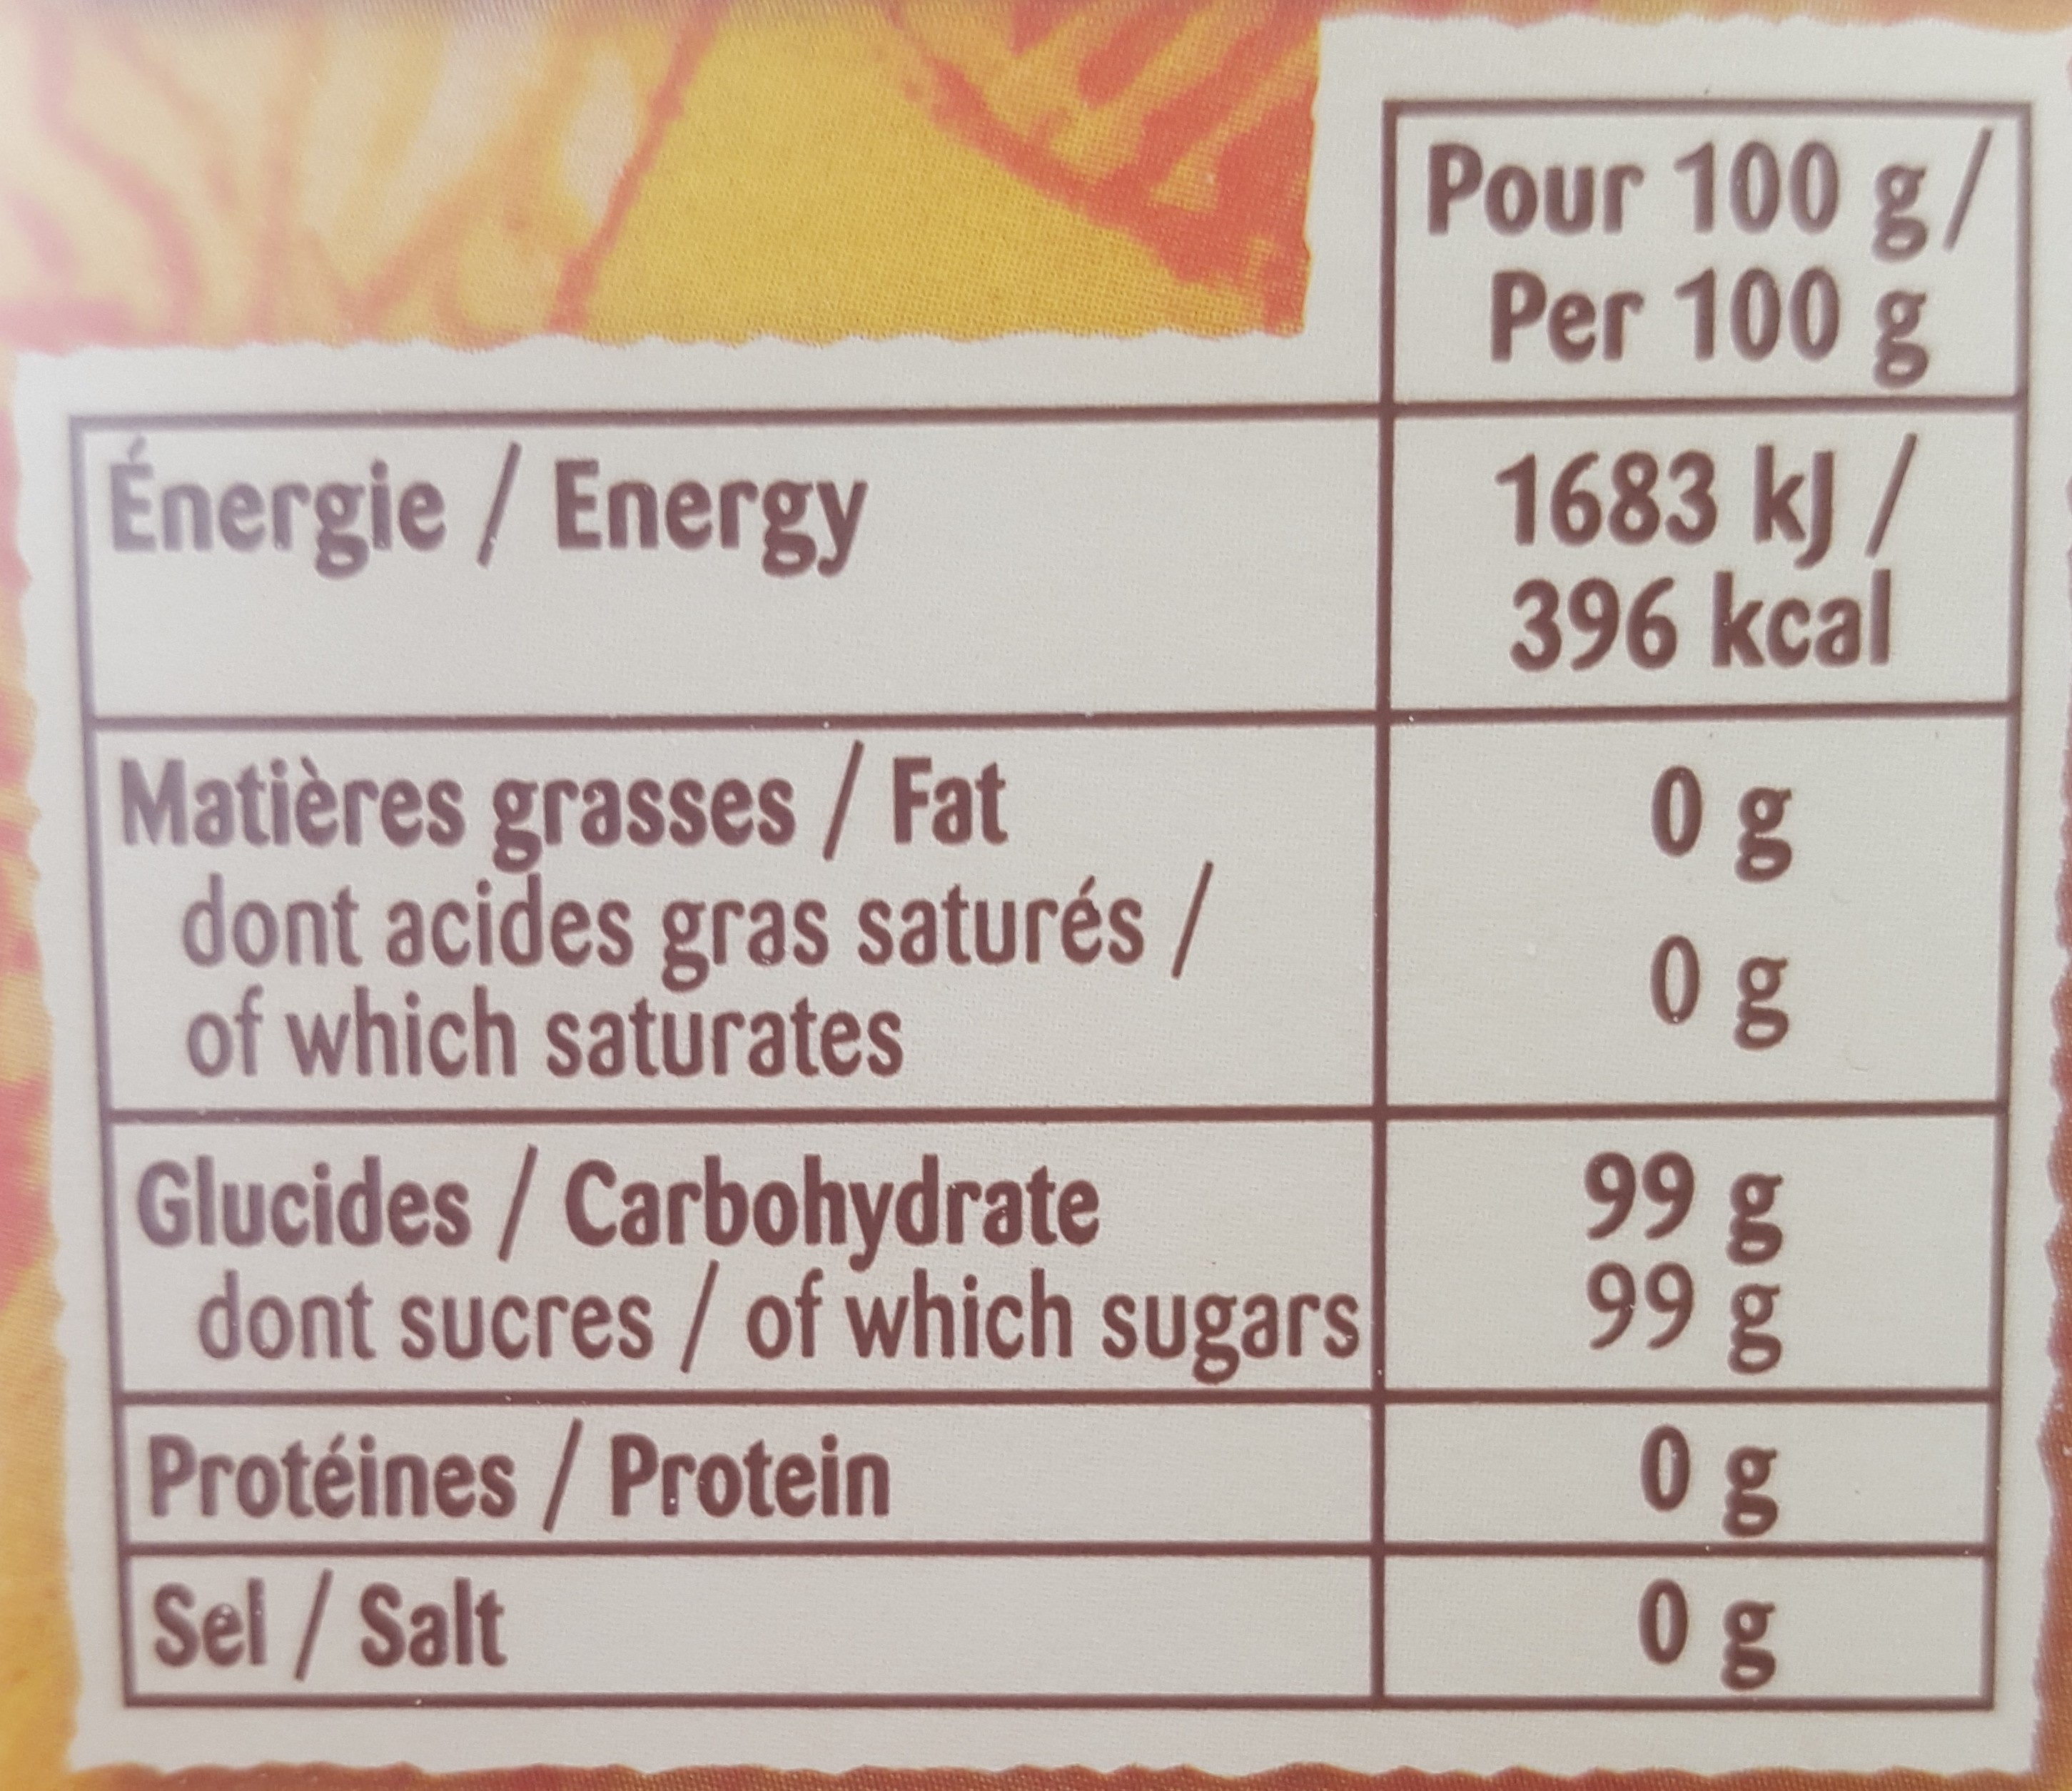 Pour 100 g/
Per 100 g
Énergie / Energy
1683 kJ /
396 kcal
Matières grasses / Fat
0 g
dont acides gras saturés /
of which saturates
0 g
Glucides / Carbohydrate
99 g
dont sucres / of which sugars
99 g
Protéines / Protein
0 g
Sel / Salt
0 g